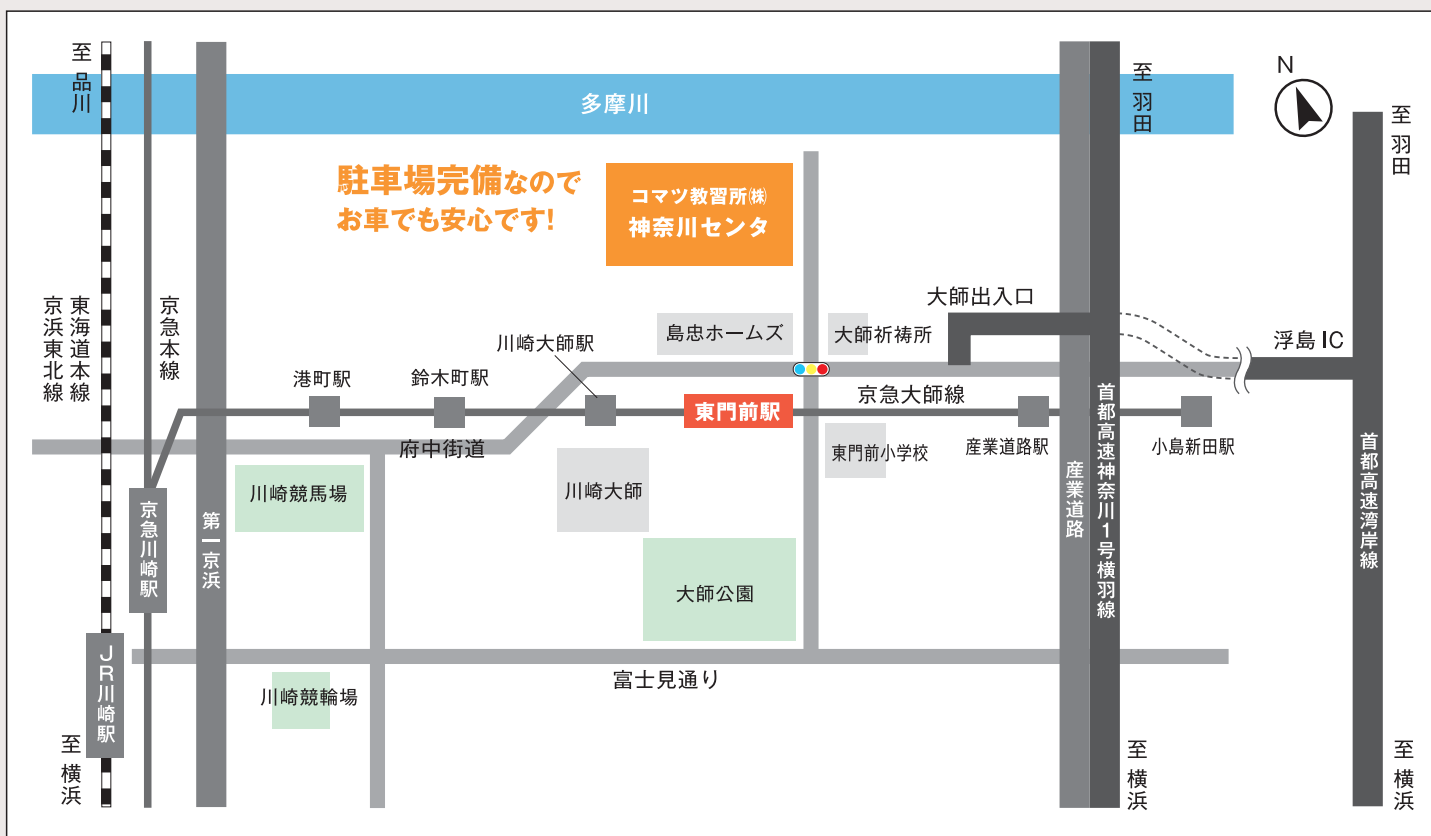 至品川
多摩川
至羽田
N
至羽田
駐車場完備なので
お車でも安心です!
コマツ教習所㈱
神奈川センタ
大師出入口
京浜東北線
東海道本線
京急本線
島忠ホームズ
大師祈祷所
川崎大師駅
浮島IC
港町駅
鈴木町駅
東門前駅
京急大師線
府中街道
東門前小学校
産業道路駅
小島新田駅
川崎競馬場
川崎大師
産業道路
首都高速神奈川1号横羽線
首都高速湾岸線
京急川崎駅
第一京浜
大師公園
JR川崎駅
富士見通り
川崎競輪場
至横浜
至横浜
至横浜